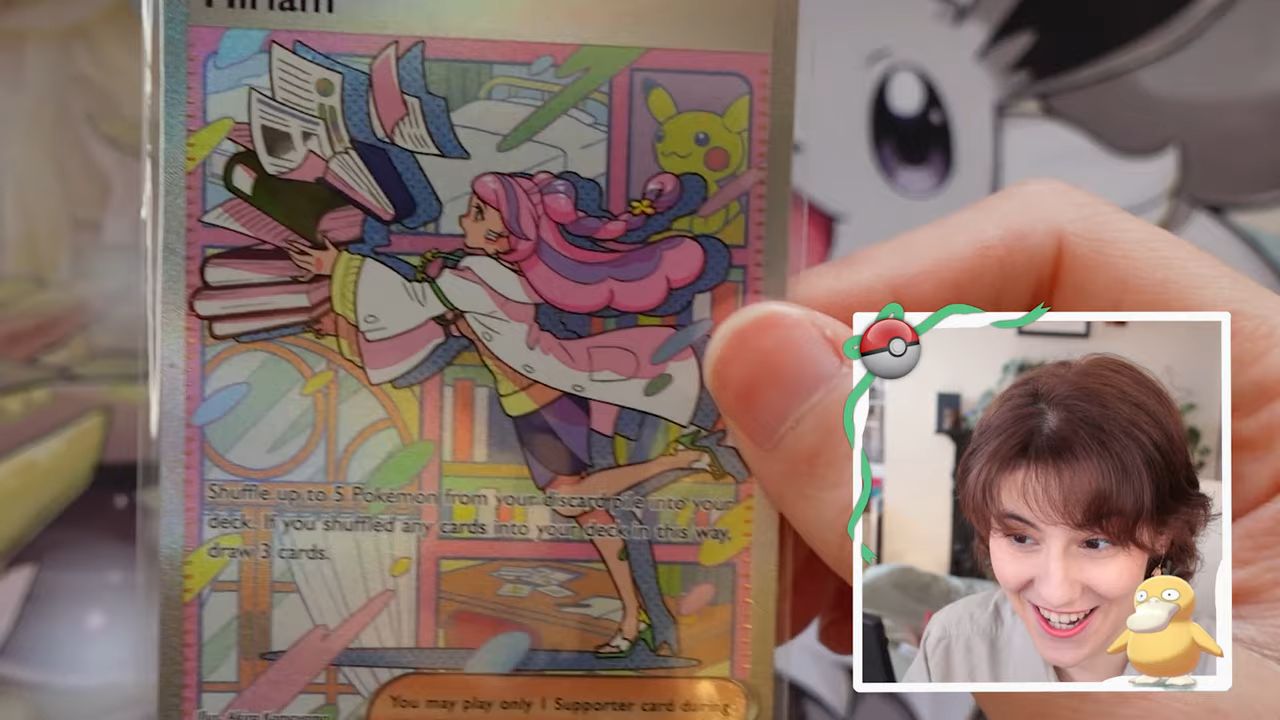 Miriam
Shuffle up to 5 Pokémon from your discard pile into your
deck. If you shuffled any cards into your deck in this way,
draw 3 cards.
You may play only 1 Supporter card during